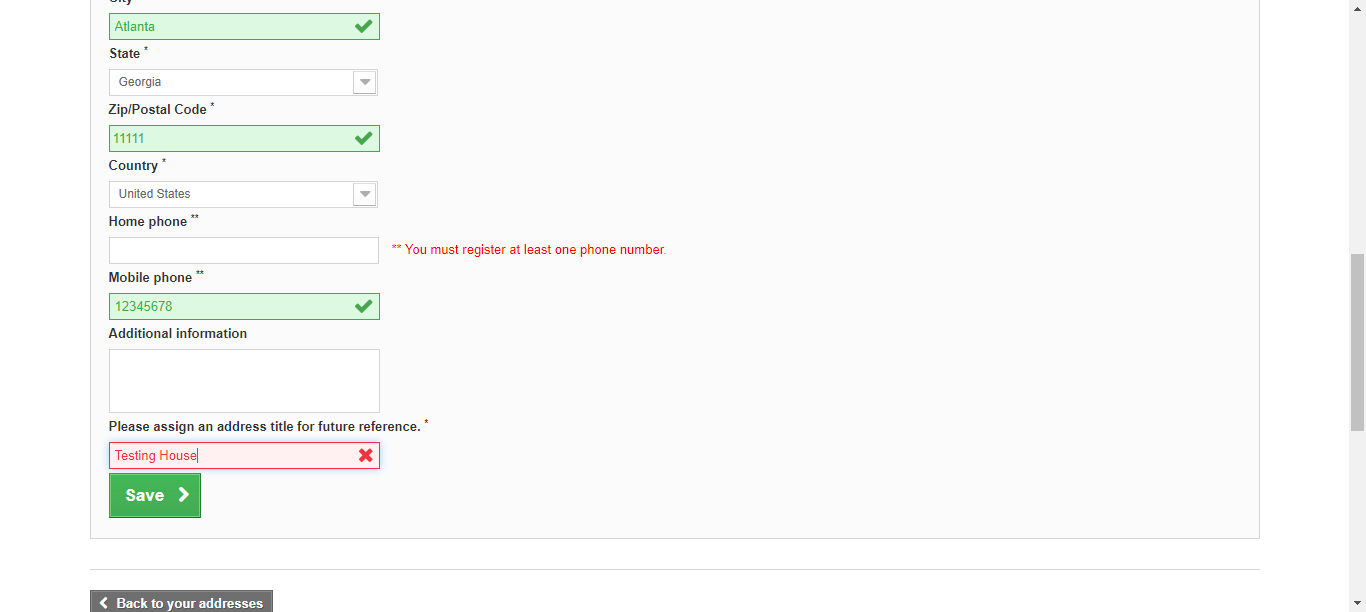 City
Atlanta
State *
Georgia
Zip/Postal Code *
11111
Country *
United States
Home phone **
** You must register at least one phone number.
Mobile phone **
12345678
Additional information
Please assign an address title for future reference. *
Testing House
Save
Back to your addresses